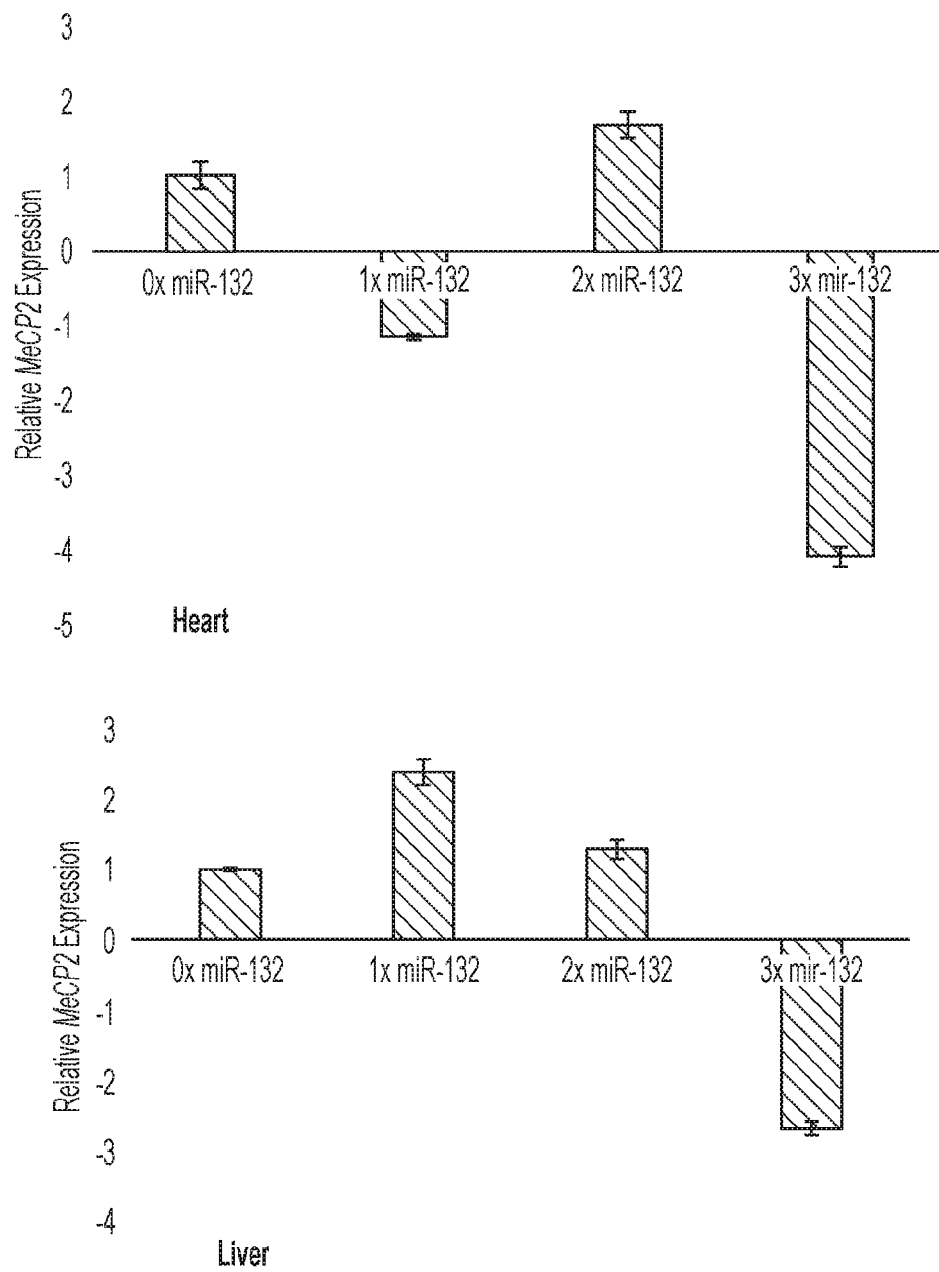 3
2
1
0
-1
-2
-3
-4
-5
Relative MeCP2 Expression
0x miR-132
1x miR-132
2x miR-132
3x mir-132
Heart
3
2
1
0
-1
-2
-3
-4
Relative MeCP2 Expression
0x miR-132
1x miR-132
2x miR-132
3x mir-132
Liver